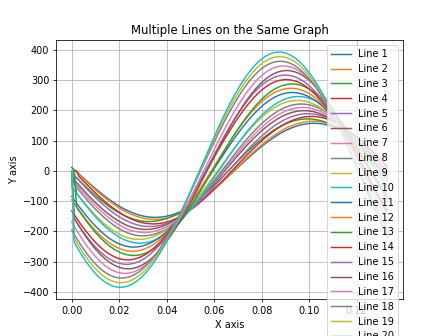 Multiple Lines on the Same Graph
400
300
200
100
0
−100
−200
−300
−400
Y axis
0.00
0.02
0.04
0.06
0.08
0.10
X axis
Line 1
Line 2
Line 3
Line 4
Line 5
Line 6
Line 7
Line 8
Line 9
Line 10
Line 11
Line 12
Line 13
Line 14
Line 15
Line 16
Line 17
Line 18
Line 19
Line 20